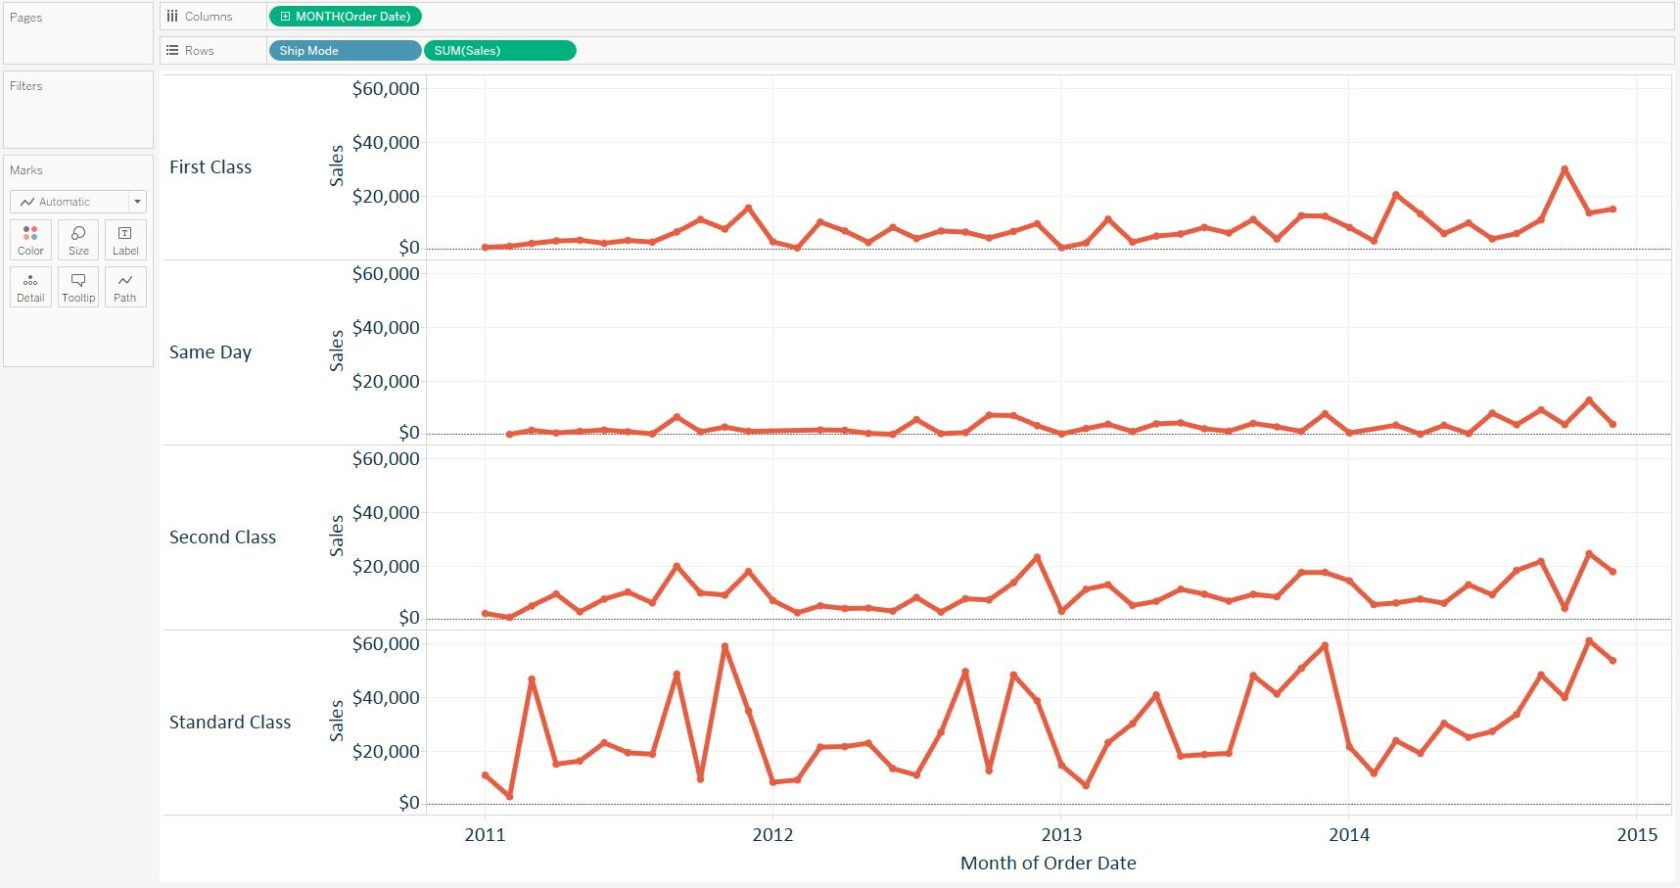 Pages
Columns
MONTH(Order Date)
Rows
Ship Mode
SUM(Sales)
Filters
Marks
Automatic
Color
Size
Label
Detail
Tooltip
Path
First Class
Sales
$60,000
$40,000
$20,000
$0
Same Day
Sales
$60,000
$40,000
$20,000
$0
Second Class
Sales
$60,000
$40,000
$20,000
$0
Standard Class
Sales
$60,000
$40,000
$20,000
$0
2011 2012 2013 2014 2015
Month of Order Date